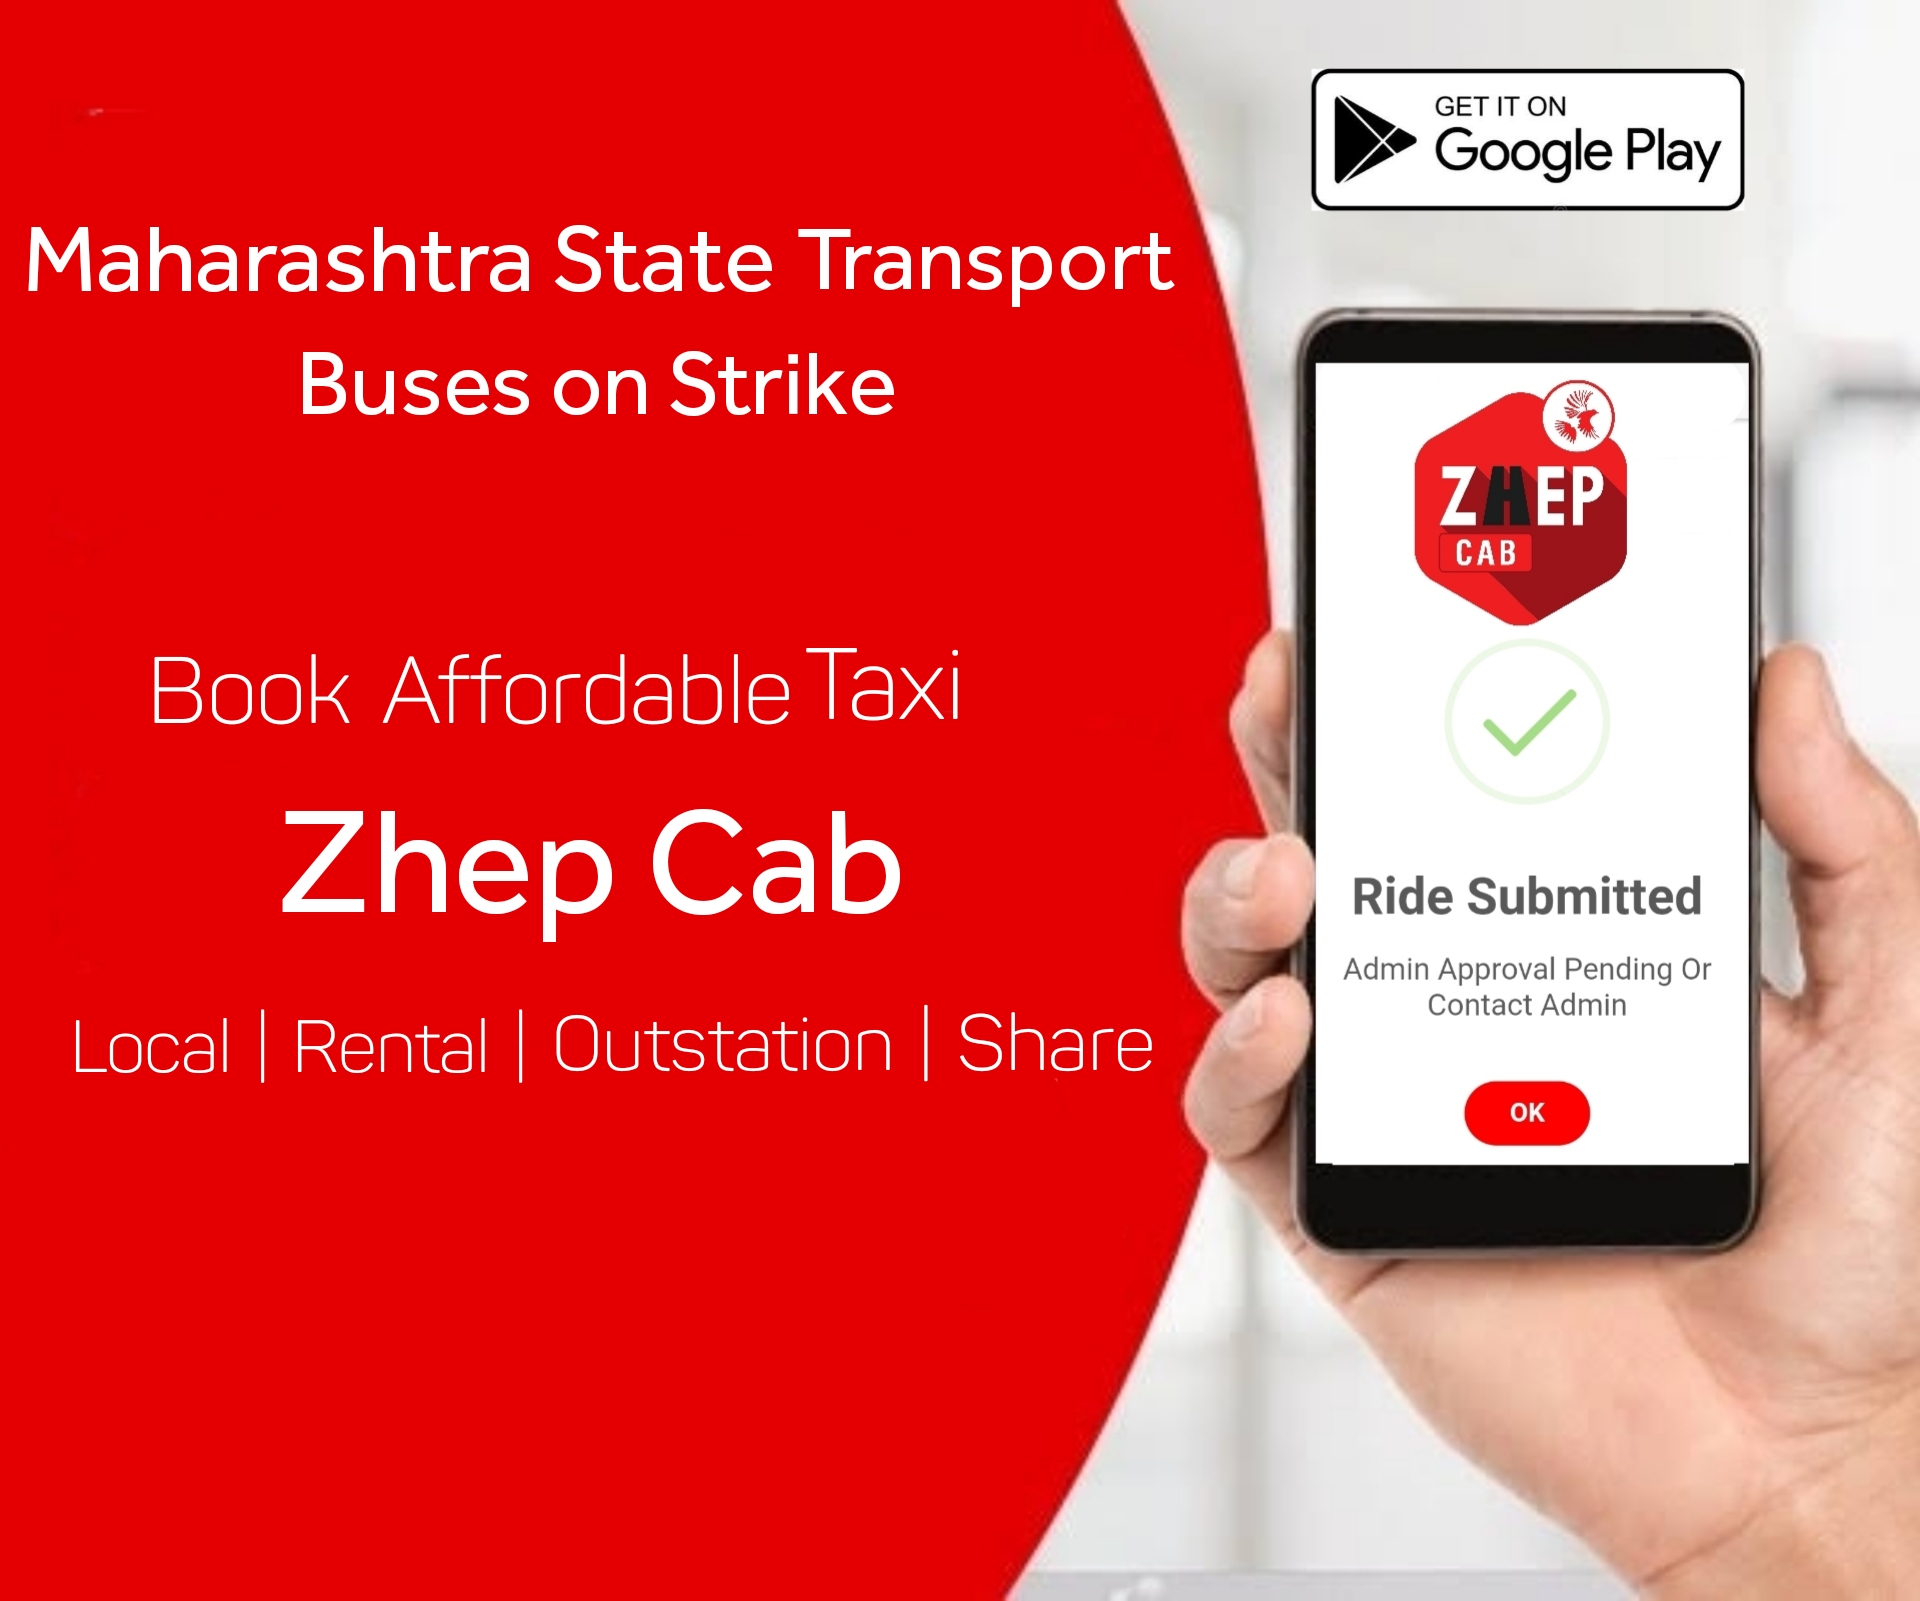 Maharashtra State Transport
Buses on Strike
Book Affordable Taxi
Zhep Cab
Local | Rental | Outstation | Share
GET IT ON
Google Play
ZHEP
CAB
Ride Submitted
Admin Approval Pending Or
Contact Admin
OK